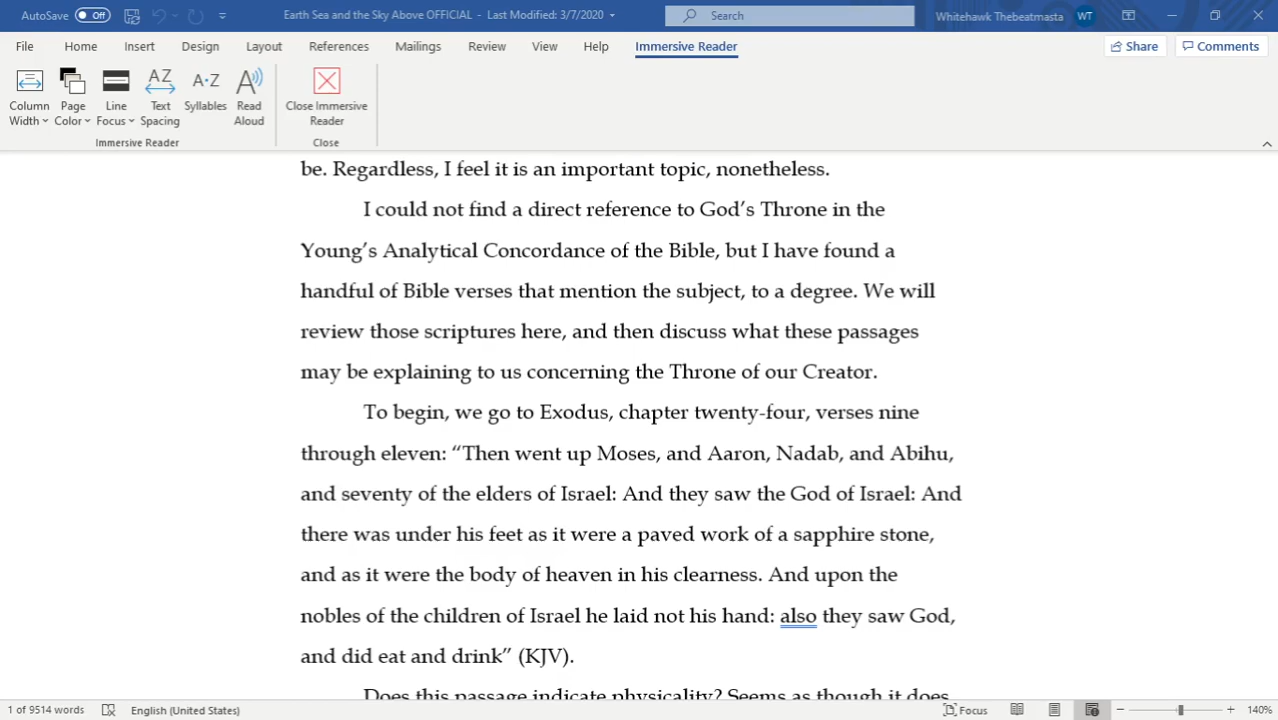 AutoSave Off Earth Sea and the Sky Above OFFICIAL - Last Modified: 3/7/2020 Search Whitehawk Thebeatmasta WT
File Home Insert Design Layout References Mailings Review View Help Immersive Reader Share Comments
Column Width Page Color Line Focus Text Spacing Syllables Read Aloud Close Immersive Reader
Immersive Reader Close
be. Regardless, I feel it is an important topic, nonetheless.
I could not find a direct reference to God’s Throne in the
Young’s Analytical Concordance of the Bible, but I have found a
handful of Bible verses that mention the subject, to a degree. We will
review those scriptures here, and then discuss what these passages
may be explaining to us concerning the Throne of our Creator.
To begin, we go to Exodus, chapter twenty-four, verses nine
through eleven: “Then went up Moses, and Aaron, Nadab, and Abihu,
and seventy of the elders of Israel: And they saw the God of Israel: And
there was under his feet as it were a paved work of a sapphire stone,
and as it were the body of heaven in his clearness. And upon the
nobles of the children of Israel he laid not his hand: also they saw God,
and did eat and drink” (KJV).
Does this passage indicate physicality? Seems as though it does
1 of 9514 words English (United States) Focus 140%